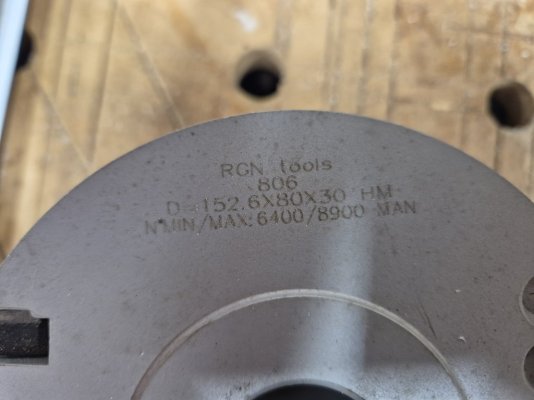 RGN tools
806
D=152.6X80X30 HM
N'MIN/MAX:6400/8900 MAN